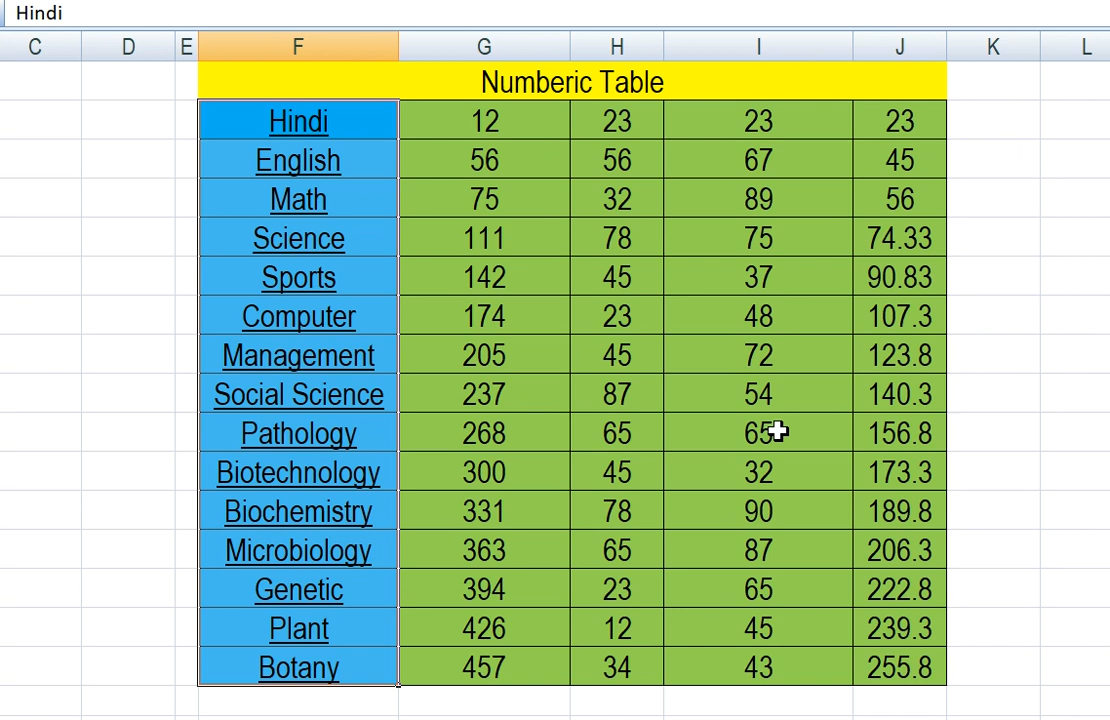 Hindi
C D E F G H I J K L
Numberic Table
Hindi 12 23 23 23
English 56 56 67 45
Math 75 32 89 56
Science 111 78 75 74.33
Sports 142 45 37 90.83
Computer 174 23 48 107.3
Management 205 45 72 123.8
Social Science 237 87 54 140.3
Pathology 268 65 65 156.8
Biotechnology 300 45 32 173.3
Biochemistry 331 78 90 189.8
Microbiology 363 65 87 206.3
Genetic 394 23 65 222.8
Plant 426 12 45 239.3
Botany 457 34 43 255.8